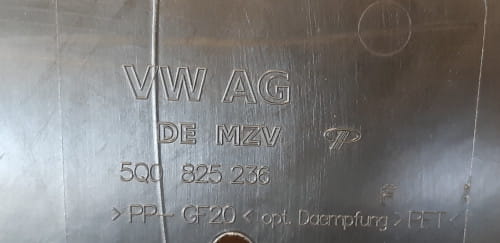 VW AG
DE MZV
5Q0 825 236
>PP-GF20< opt. Daempfung >PET<